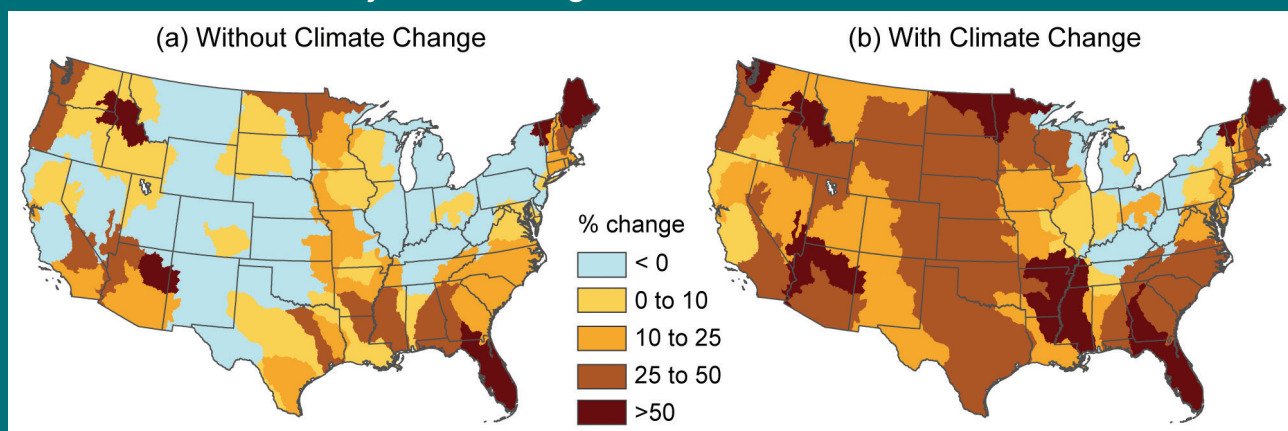 (a) Without Climate Change
(b) With Climate Change
% change
< 0
0 to 10
10 to 25
25 to 50
>50